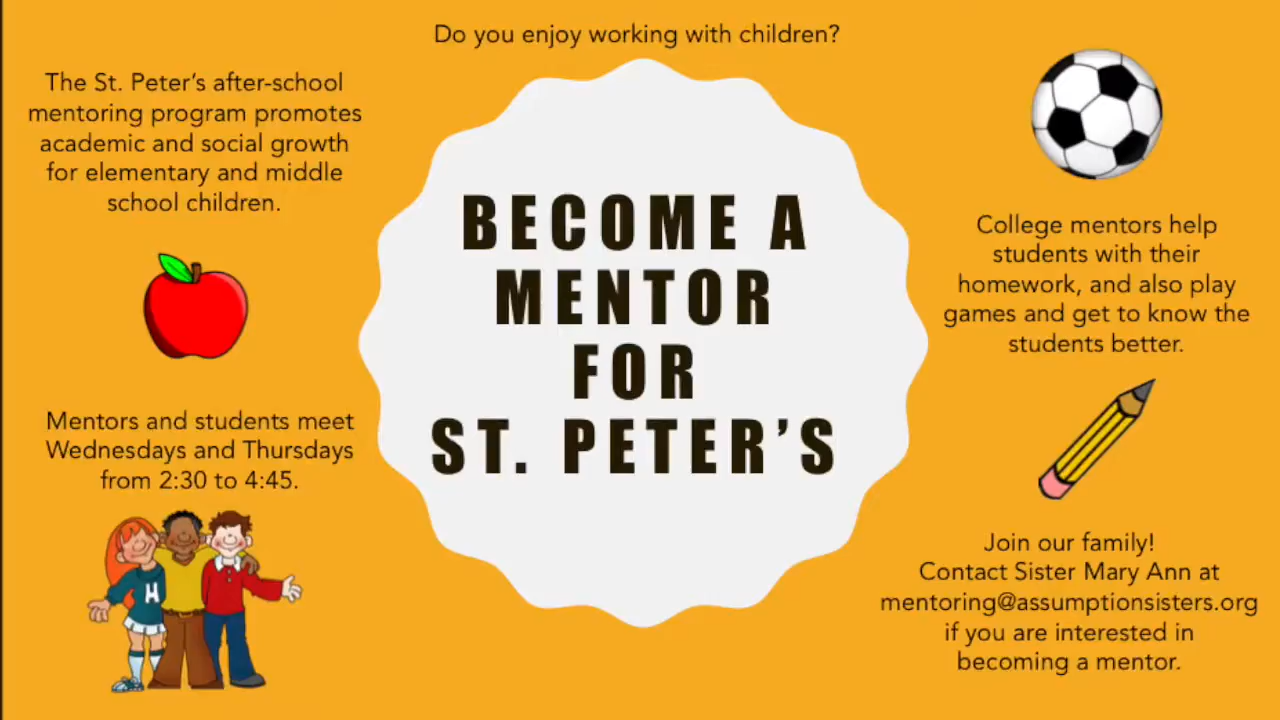 Do you enjoy working with children?
The St. Peter's after-school
mentoring program promotes
academic and social growth
for elementary and middle
school children.
Mentors and students meet
Wednesdays and Thursdays
from 2:30 to 4:45.
H
BECOME A
MENTOR
FOR
ST. PETER'S
College mentors help
students with their
homework, and also play
games and get to know the
students better.
Join our family!
Contact Sister Mary Ann at
mentoring@assumptionsisters.org
if you are interested in
becoming a mentor.